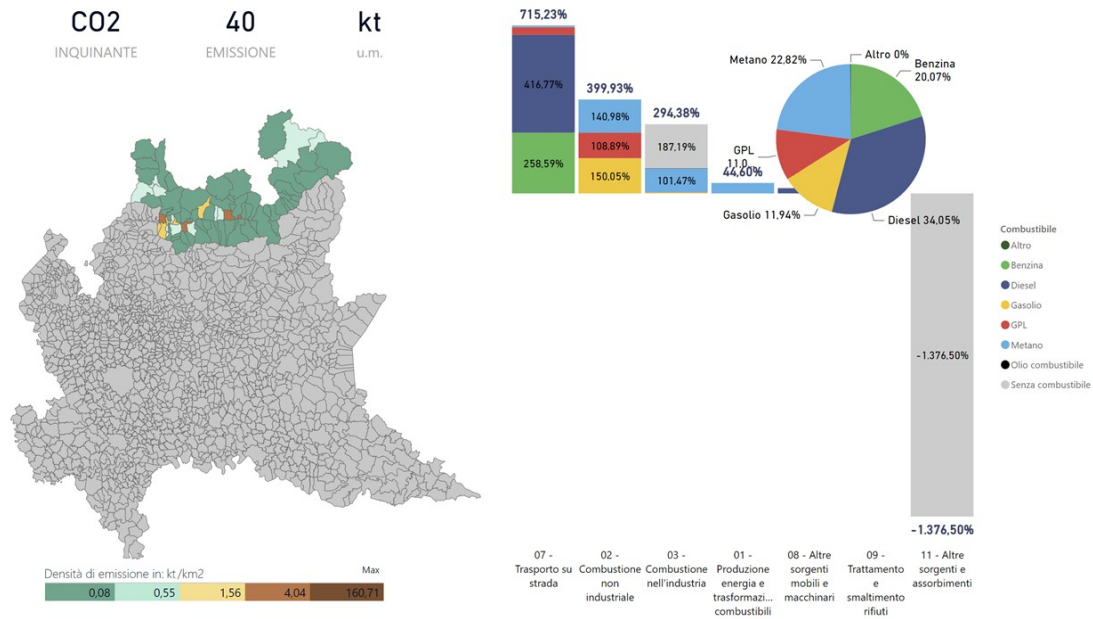 CO2
INQUINANTE
40
EMISSIONE
kt
u.m.
Densità di emissione in: kt/km2
Max
0,08
0,55
1,56
4,04
160,71
715,23%
416,77%
258,59%
399,93%
140,98%
108,89%
150,05%
294,38%
187,19%
101,47%
44,60%
-1.376,50%
-1.376,50%
07 -
Trasporto su
strada
02 -
Combustione
non
industriale
03 -
Combustione
nell'industria
01 -
Produzione
energia e
trasformazi...
combustibili
08 - Altre
sorgenti
mobili e
macchinari
09 -
Trattamento
e
smaltimento
rifiuti
11 - Altre
sorgenti e
assorbimenti
Altro 0%
Benzina
20,07%
Diesel 34,05%
Gasolio 11,94%
GPL
11,0...
Metano 22,82%
Combustibile
Altro
Benzina
Diesel
Gasolio
GPL
Metano
Olio combustibile
Senza combustibile